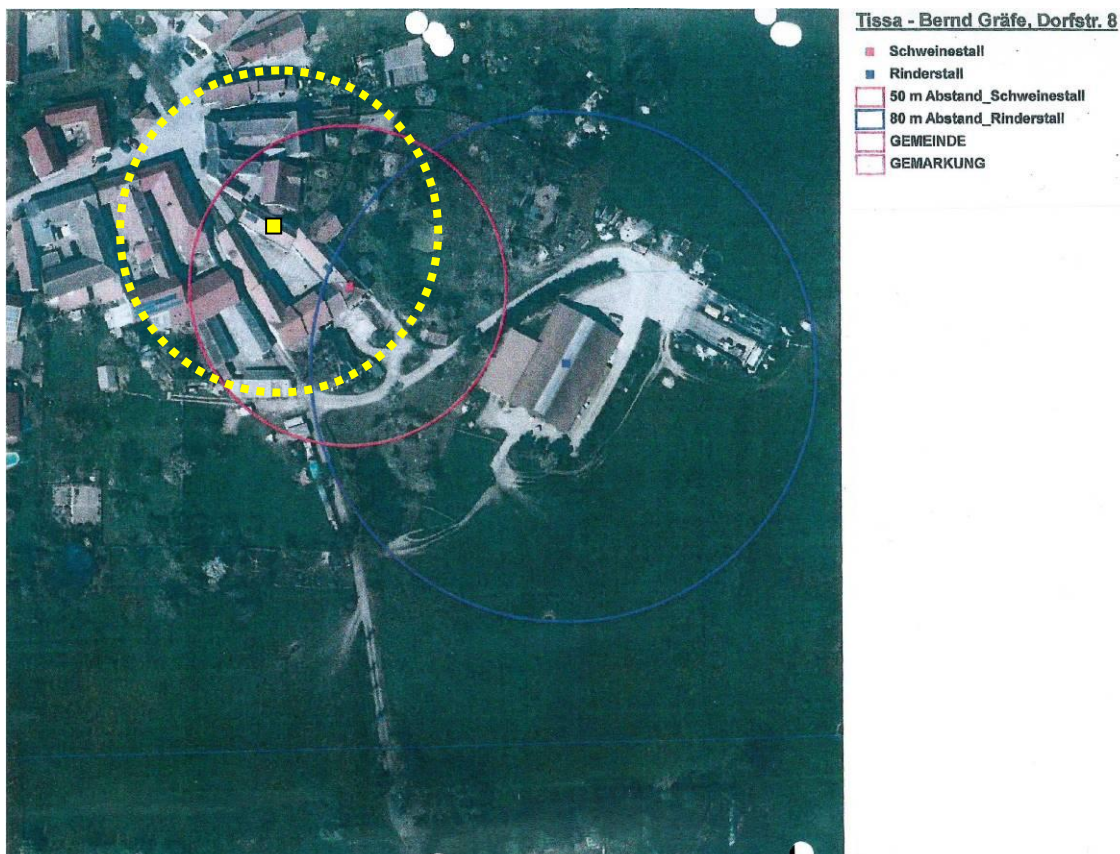 Tissa - Bernd Gräfe, Dorfstr. 8
Schweinestall
Rinderstall
50 m Abstand_Schweinestall
80 m Abstand_Rinderstall
GEMEINDE
GEMARKUNG